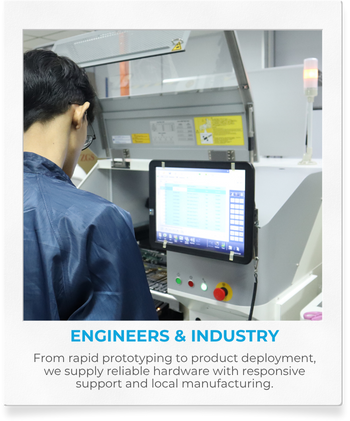 ENGINEERS & INDUSTRY
From rapid prototyping to product deployment,
we supply reliable hardware with responsive
support and local manufacturing.